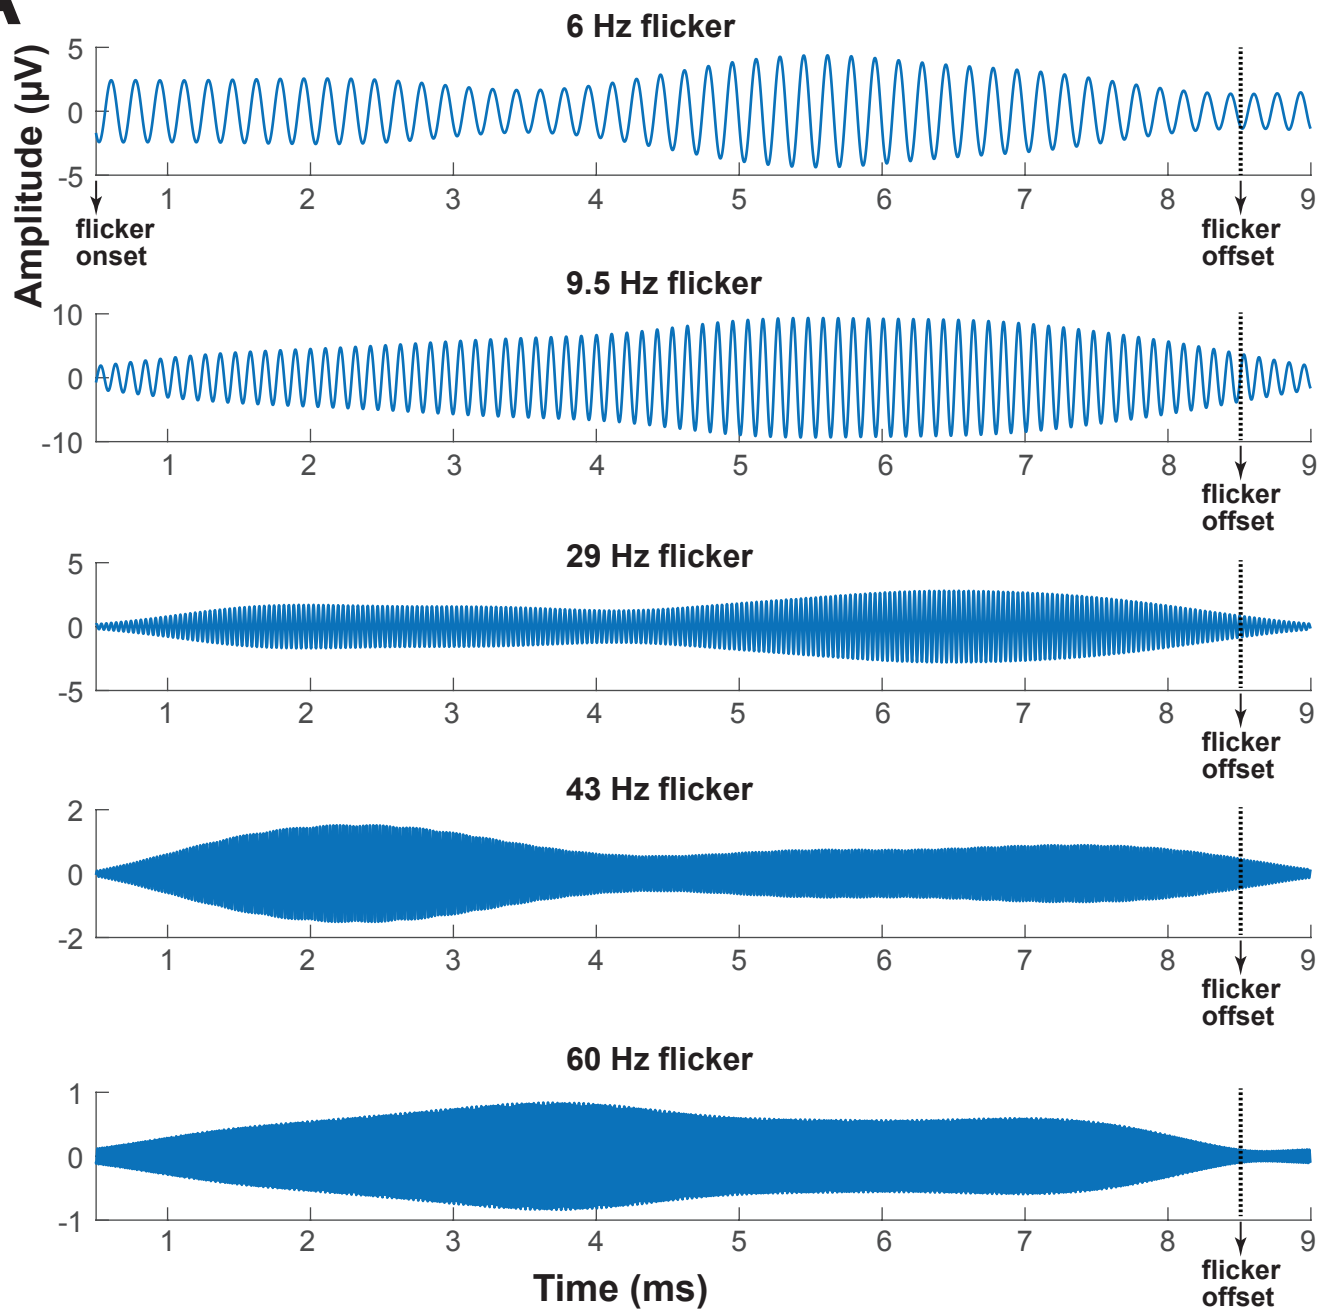 A
6 Hz flicker
Amplitude (µV)
5
0
-5
1 2 3 4 5 6 7 8 9
flicker
onset
flicker
offset
9.5 Hz flicker
10
0
-10
1 2 3 4 5 6 7 8 9
flicker
offset
29 Hz flicker
5
0
-5
1 2 3 4 5 6 7 8 9
flicker
offset
43 Hz flicker
2
0
-2
1 2 3 4 5 6 7 8 9
flicker
offset
60 Hz flicker
1
0
-1
1 2 3 4 5 6 7 8 9
flicker
offset
Time (ms)